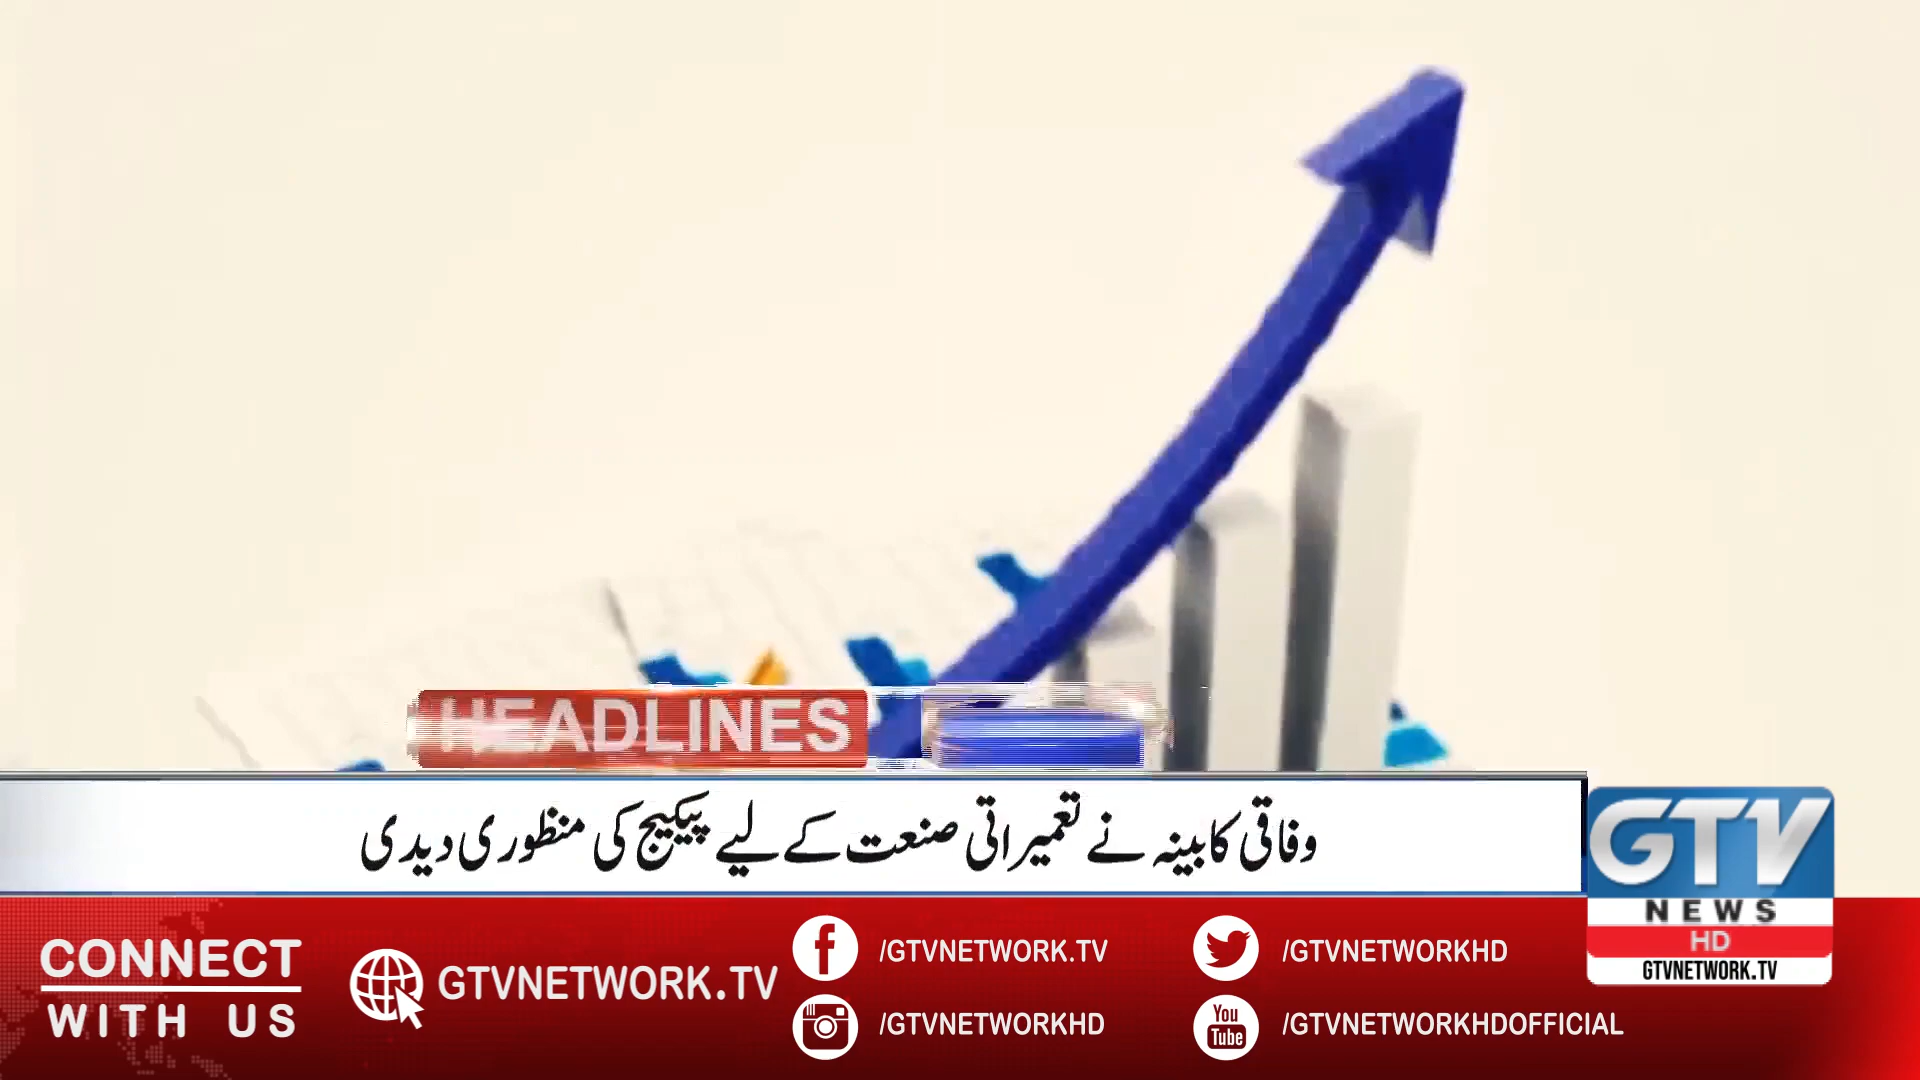 HEADLINES
وفاقی کابینہ نے تعمیراتی صنعت کے لیے پیکیج کی منظوری دیدی
GTV
NEWS
HD
GTVNETWORK.TV
CONNECT
WITH US
GTVNETWORK.TV
/GTVNETWORK.TV
/GTVNETWORKHD
/GTVNETWORKHD
You
Tube
/GTVNETWORKHDOFFICIAL